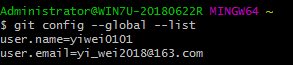 Administrator@WIN7U-20180622R MINGW64 ~
$ git config --global --list
user.name=yiwei0101
user.email=yi_wei2018@163.com